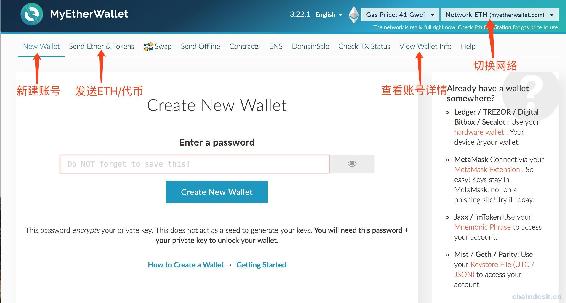 MyEtherWallet
3.22.1 English Gas Price: 41 Gwei Network ETH (myetherwallet.com)
The network is really full right now. Check Eth Gas Station for gas price to use
New Wallet Send Ether & Tokens Swap Send Offline Contracts ENS DomainSale Check TX Status View Wallet Info Help
新建账号
发送ETH/代币
查看账号详情
切换网络
Create New Wallet
Enter a password
Do NOT forget to save this!
Create New Wallet
This password encrypts your private key. This does not act as a seed to generate your keys. You will need this password +
your private key to unlock your wallet.
How to Create a Wallet • Getting Started
Already have a wallet
somewhere?
Ledger / TREZOR / Digital
Bitbox / Secalot : Use your
hardware wallet . Your
device is your wallet.
MetaMask Connect via your
MetaMask Extension . So
easy! Keys stay in
MetaMask, not on a
phishing site! Try it today.
Jaxx / imToken Use your
Mnemonic Phrase to access
your account.
Mist / Geth / Parity: Use
your Keystore File (UTC /
JSON) to access your
account.
chaindesk.cn